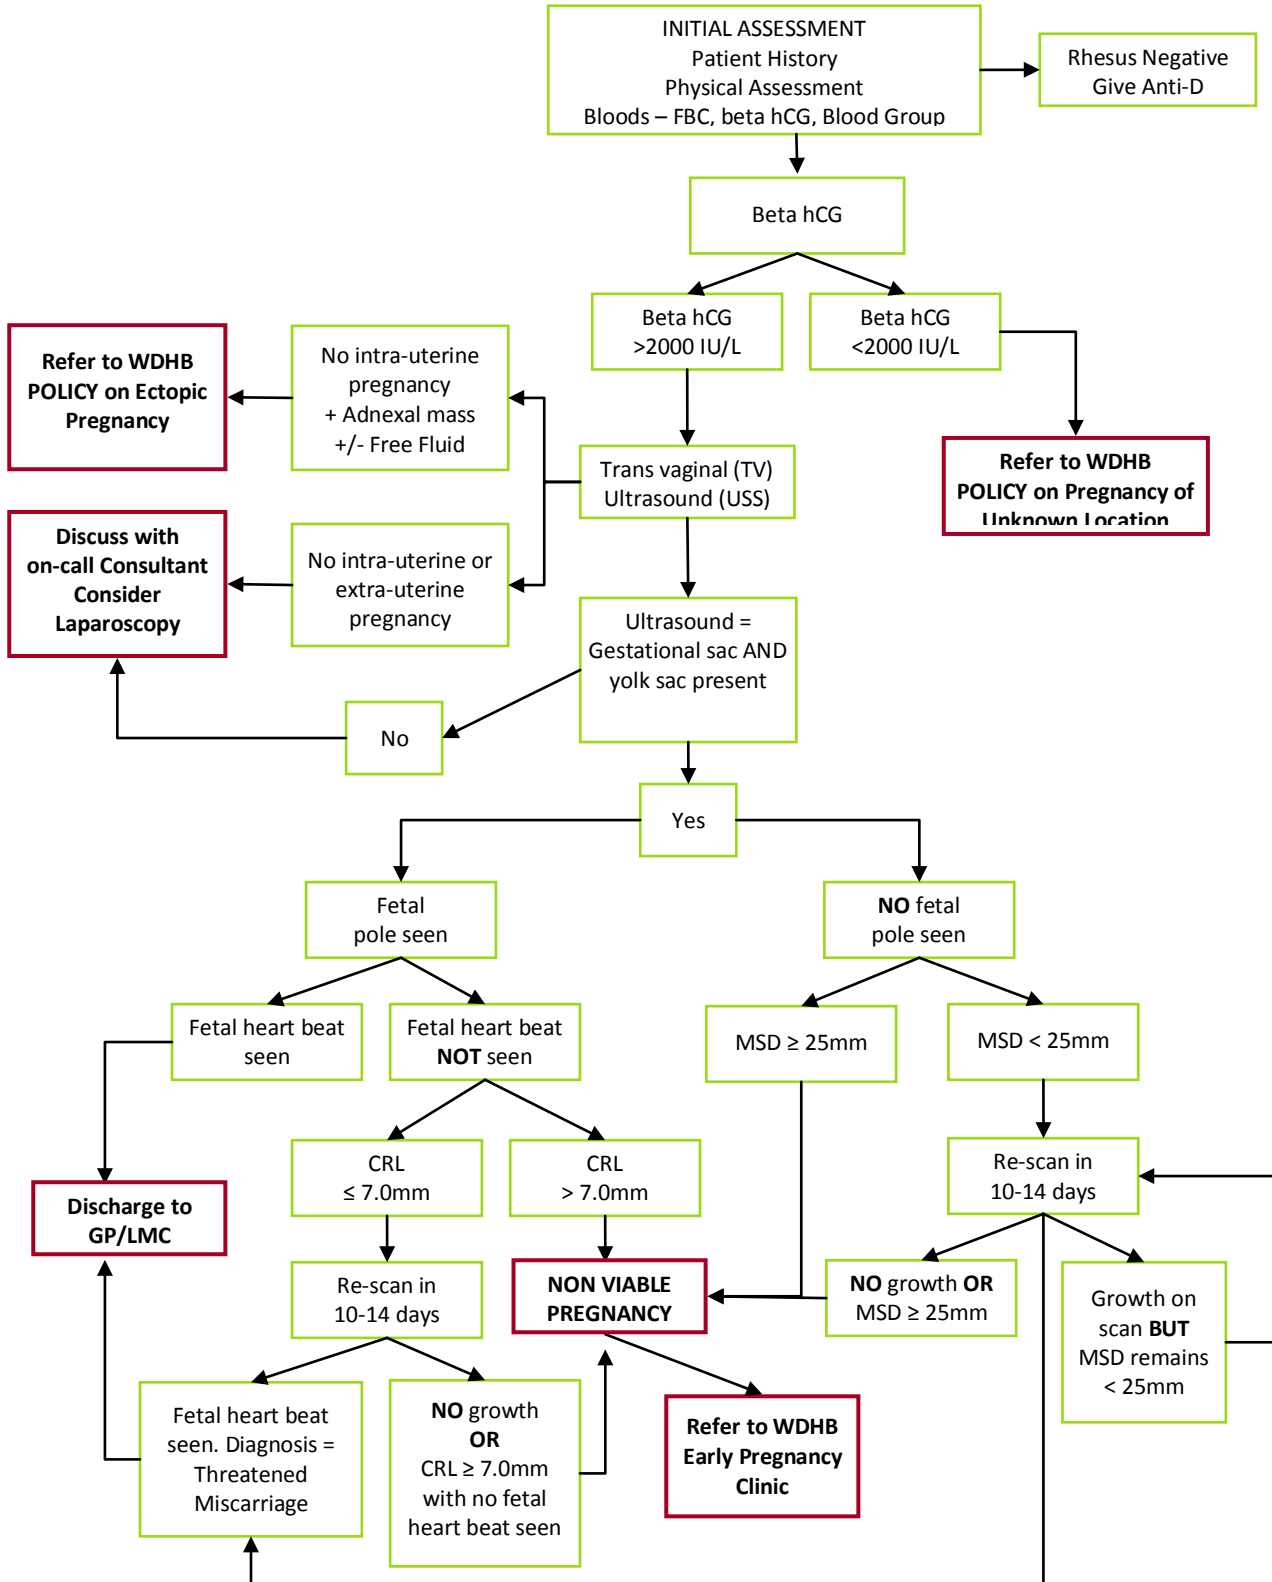 INITIAL ASSESSMENT
Patient History
Physical Assessment
Bloods – FBC, beta hCG, Blood Group
Rhesus Negative
Give Anti-D
Beta hCG
Beta hCG
>2000 IU/L
Beta hCG
<2000 IU/L
Refer to WDHB
POLICY on Ectopic
Pregnancy
No intra-uterine
pregnancy
+ Adnexal mass
+/- Free Fluid
Trans vaginal (TV)
Ultrasound (USS)
Refer to WDHB
POLICY on Pregnancy of
Unknown Location
Discuss with
on-call Consultant
Consider
Laparoscopy
No intra-uterine or
extra-uterine
pregnancy
Ultrasound =
Gestational sac AND
yolk sac present
No
Yes
Fetal
pole seen
NO fetal
pole seen
Fetal heart beat
seen
Fetal heart beat
NOT seen
MSD ≥ 25mm
MSD < 25mm
CRL
≤ 7.0mm
CRL
> 7.0mm
Re-scan in
10-14 days
Discharge to
GP/LMC
Re-scan in
10-14 days
NON VIABLE
PREGNANCY
NO growth OR
MSD ≥ 25mm
Growth on
scan BUT
MSD remains
< 25mm
Fetal heart beat
seen. Diagnosis =
Threatened
Miscarriage
NO growth
OR
CRL ≥ 7.0mm
with no fetal
heart beat seen
Refer to WDHB
Early Pregnancy
Clinic